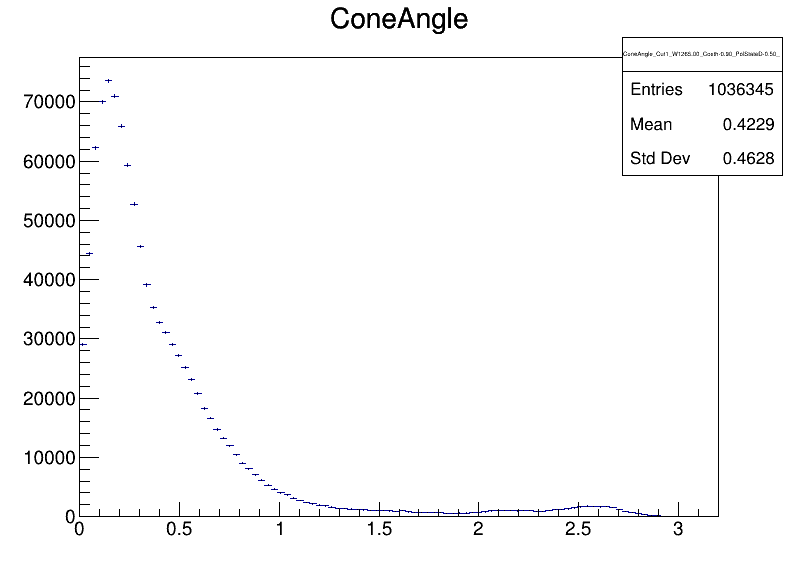 ConeAngle
ConeAngle_Cut1_W1265.00_Costh-0.90_PolStateD-0.50_
Entries 1036345
Mean 0.4229
Std Dev 0.4628
70000
60000
50000
40000
30000
20000
10000
0
0 0.5 1 1.5 2 2.5 3